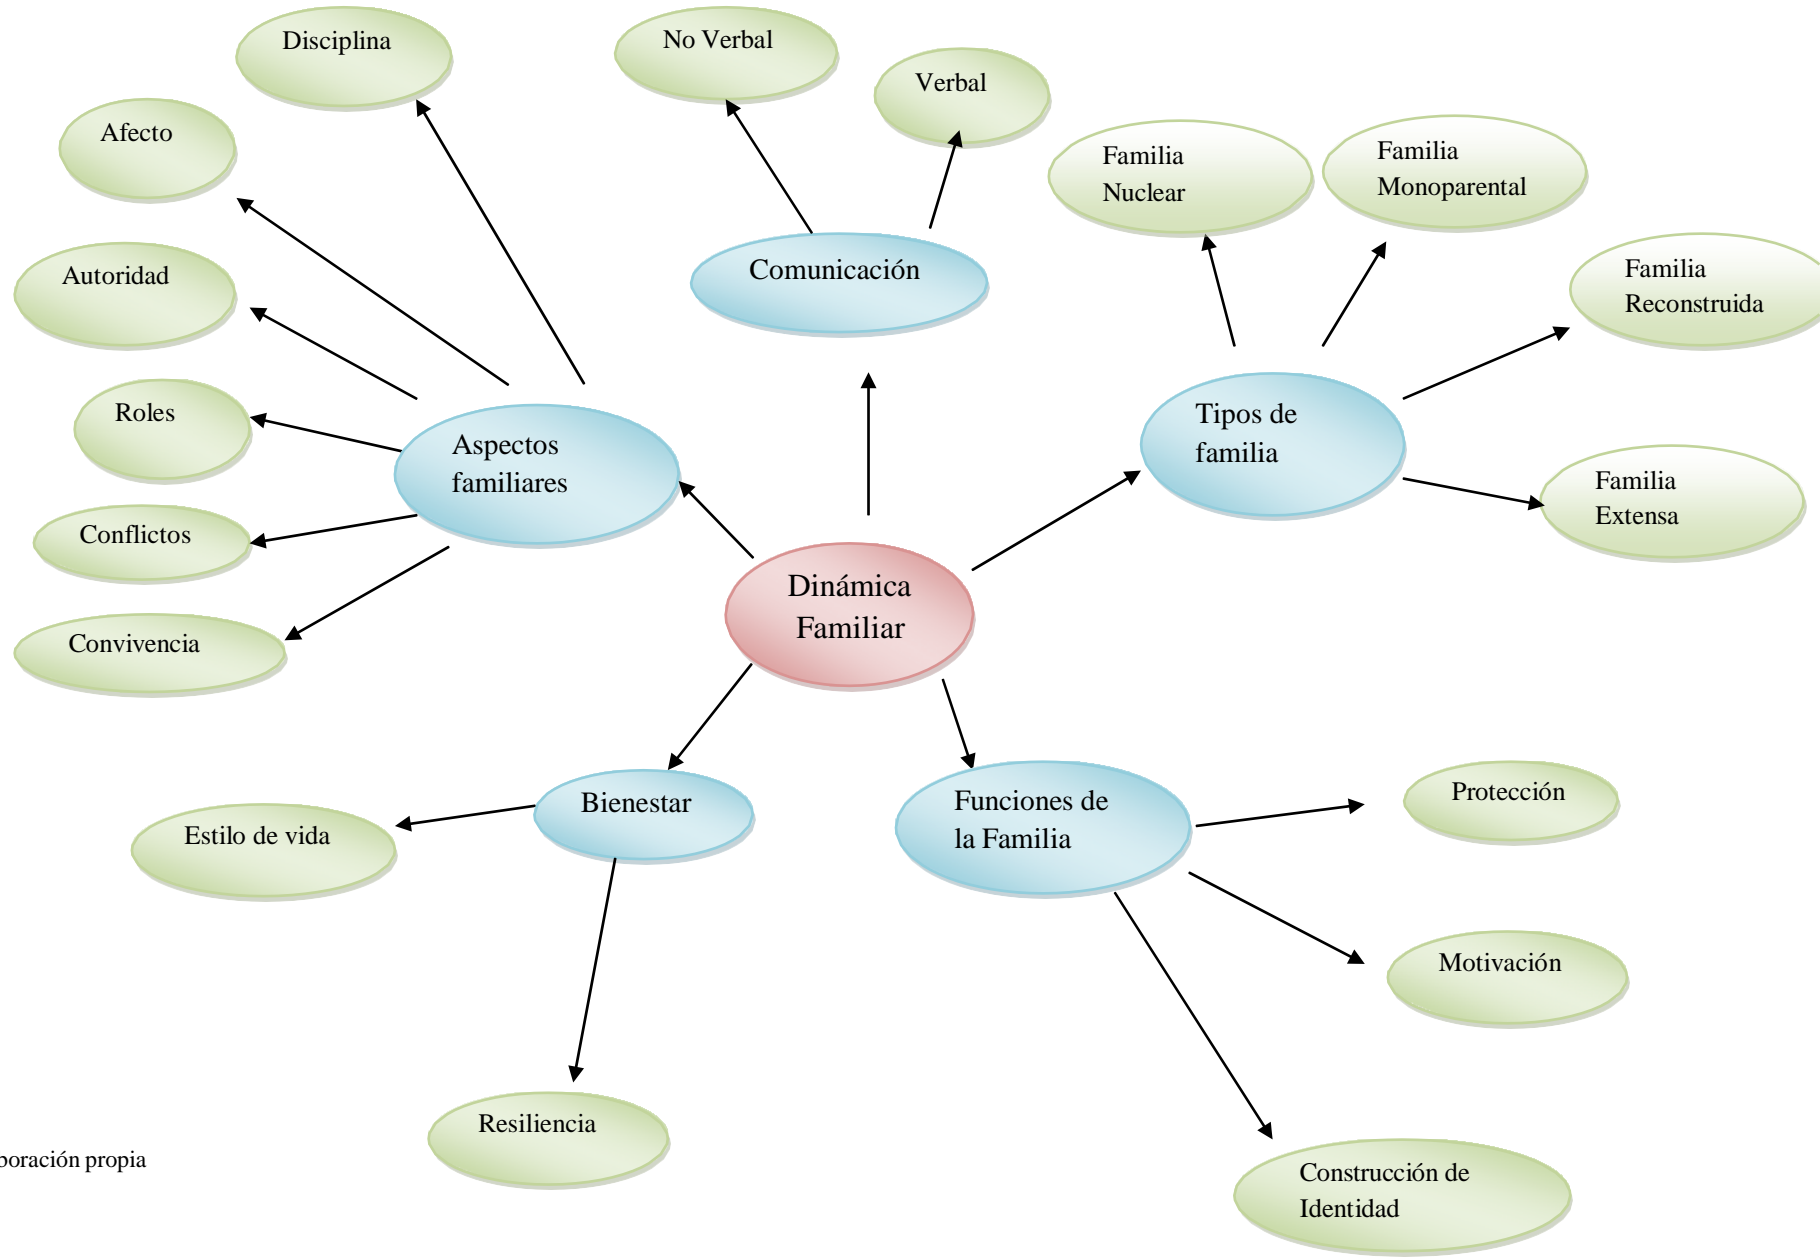 Disciplina
No Verbal
Verbal
Afecto
Familia
Nuclear
Familia
Monoparental
Autoridad
Comunicación
Familia
Reconstruida
Roles
Aspectos
familiares
Tipos de
familia
Familia
Extensa
Conflictos
Convivencia
Dinámica
Familiar
Bienestar
Estilo de vida
Funciones de
la Familia
Protección
Motivación
Resiliencia
Construcción de
Identidad
propia